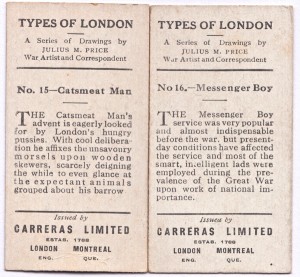 TYPES OF LONDON
A Series of Drawings by
JULIUS M. PRICE
War Artist and Correspondent
No. 15—Catsmeat Man
THE Catsmeat Man's
advent is eagerly looked
for by London's hungry
pussies. With cool delibera-
tion he affixes the unsavoury
morsels upon wooden
skewers, scarcely deigning
the while to even glance at
the expectant animals
grouped about his barrow
Issued by
CARRERAS LIMITED
ESTAB. 1788
LONDON MONTREAL
ENG. QUE.
TYPES OF LONDON
A Series of Drawings by
JULIUS M. PRICE
War Artist and Correspondent
No 16.—Messenger Boy
THE Messenger Boy
service was very popular
and almost indispensable
before the war, but present-
day conditions have affected
the service and most of the
smart, intelligent lads were
employed during the preva-
lence of the Great War
upon work of national im-
portance.
Issued by
CARRERAS LIMITED
ESTAB. 1788
LONDON MONTREAL
ENG. QUE.